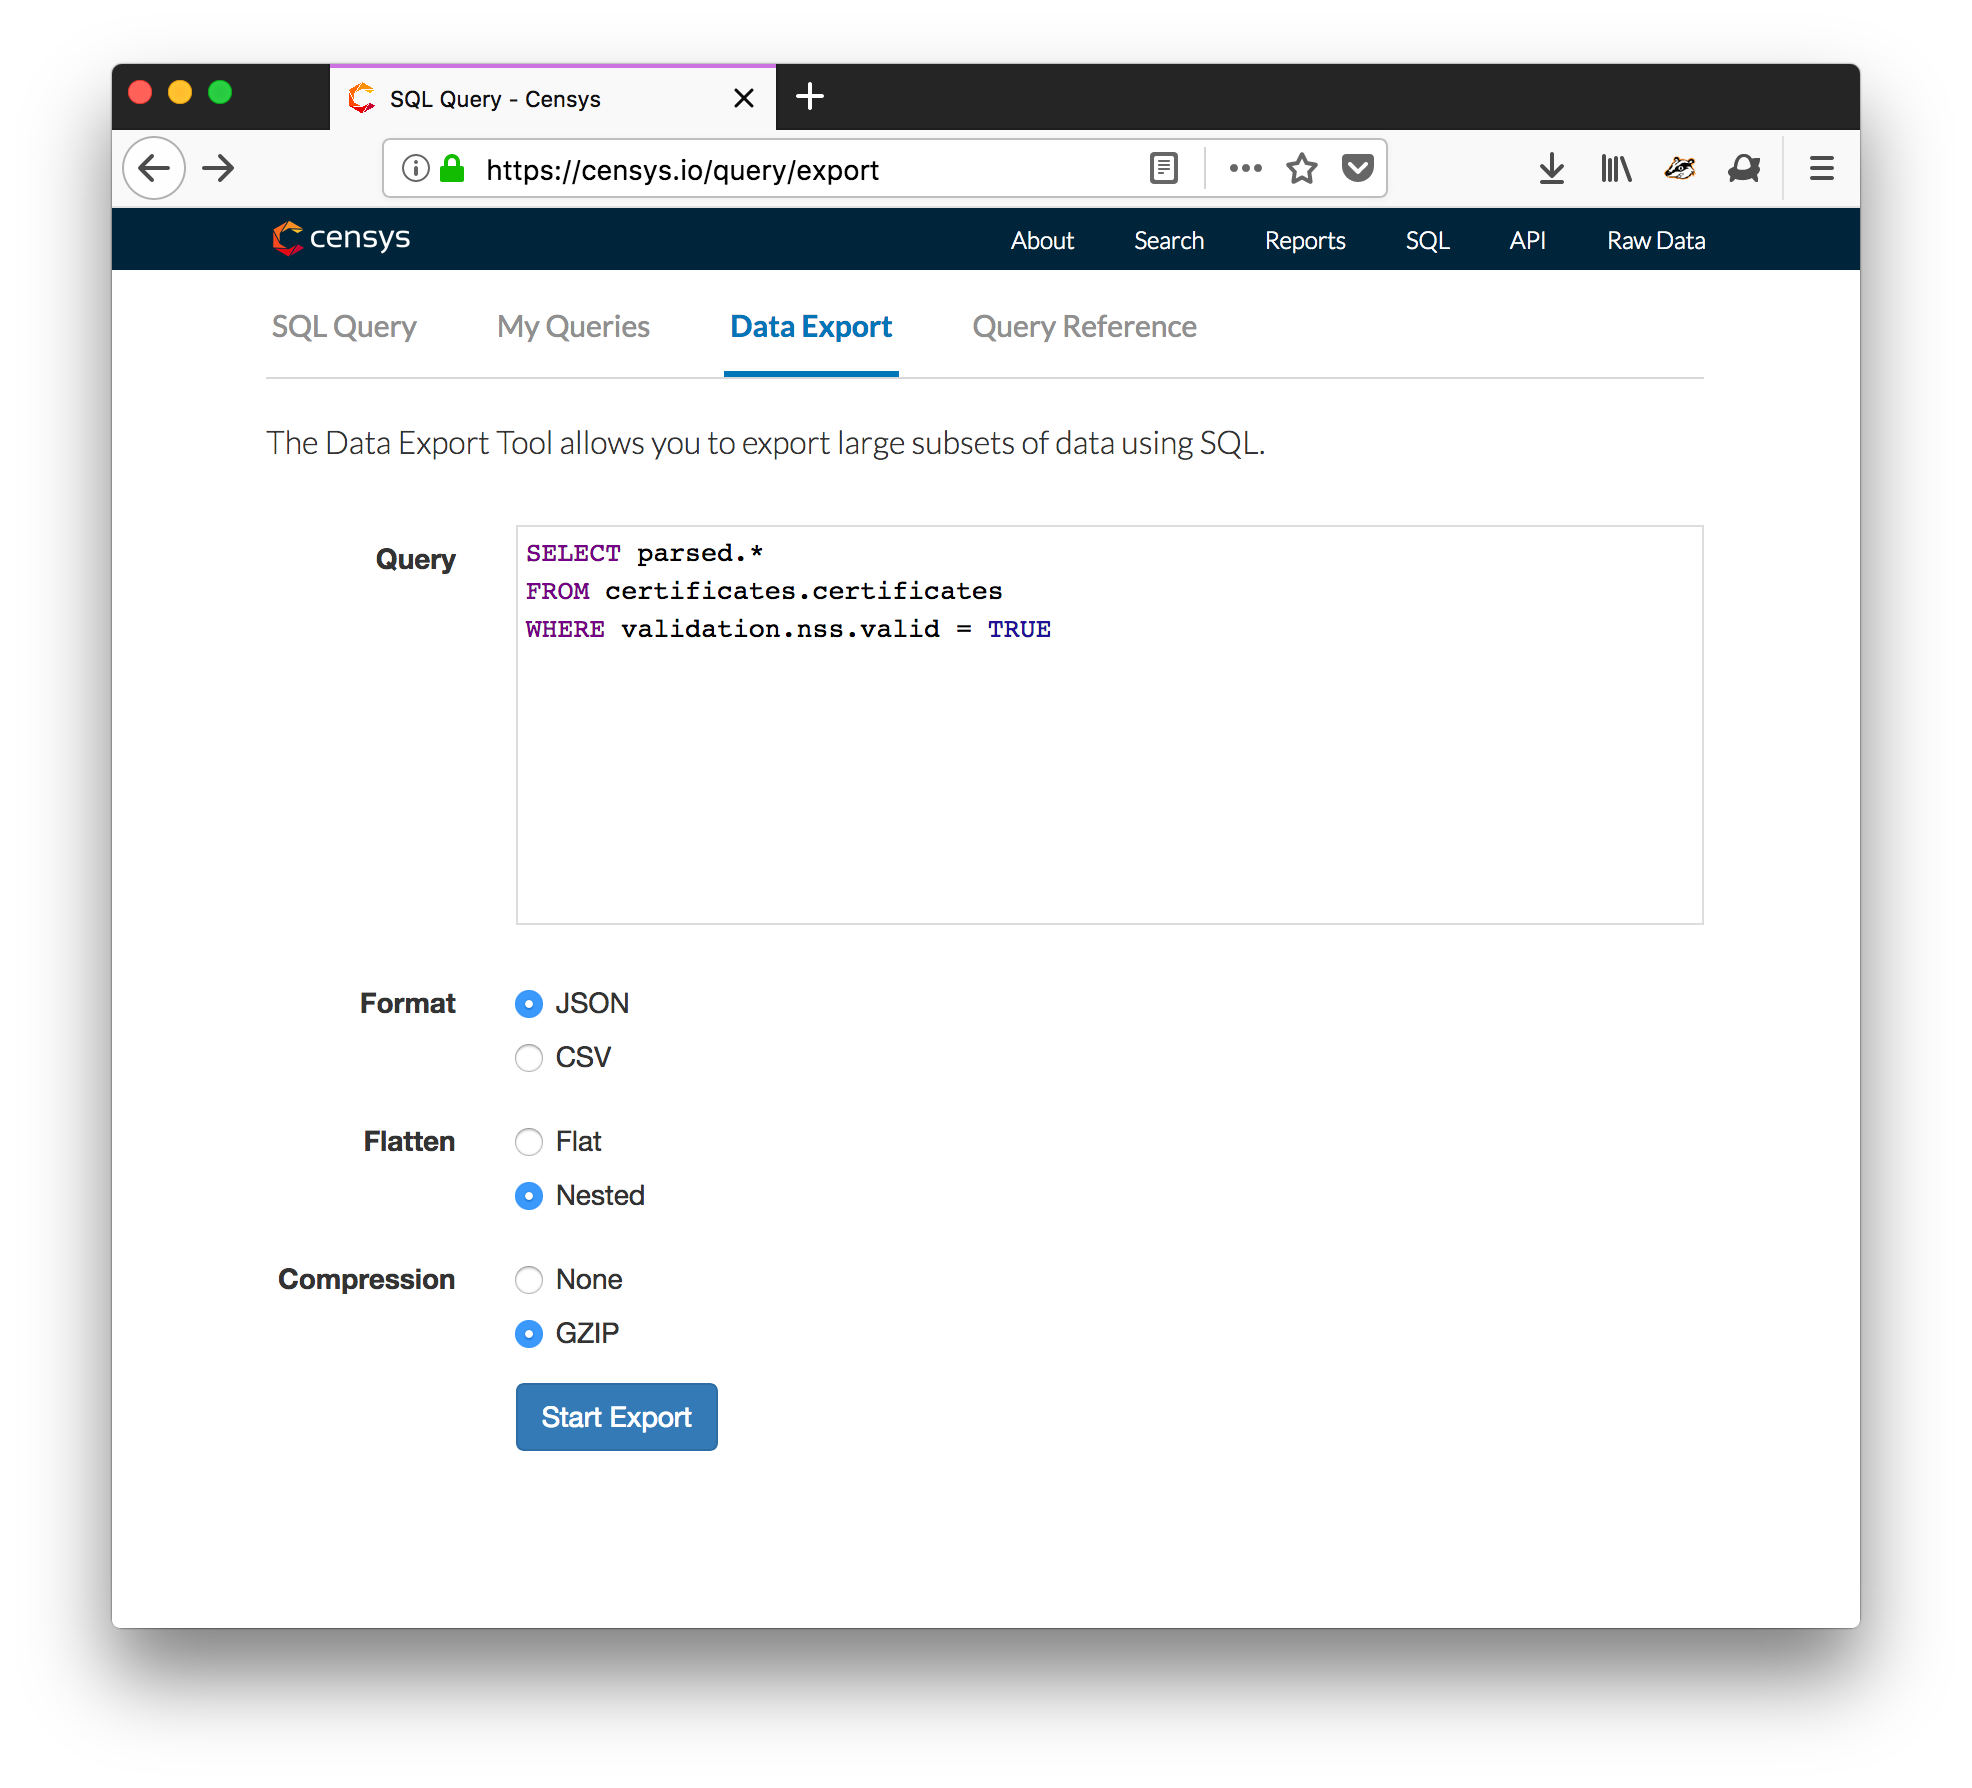 SQL Query - Censys
https://censys.io/query/export
censys
About Search Reports SQL API Raw Data
SQL Query My Queries Data Export Query Reference
The Data Export Tool allows you to export large subsets of data using SQL.
Query
SELECT parsed.*
FROM certificates.certificates
WHERE validation.nss.valid = TRUE
Format
JSON
CSV
Flatten
Flat
Nested
Compression
None
GZIP
Start Export